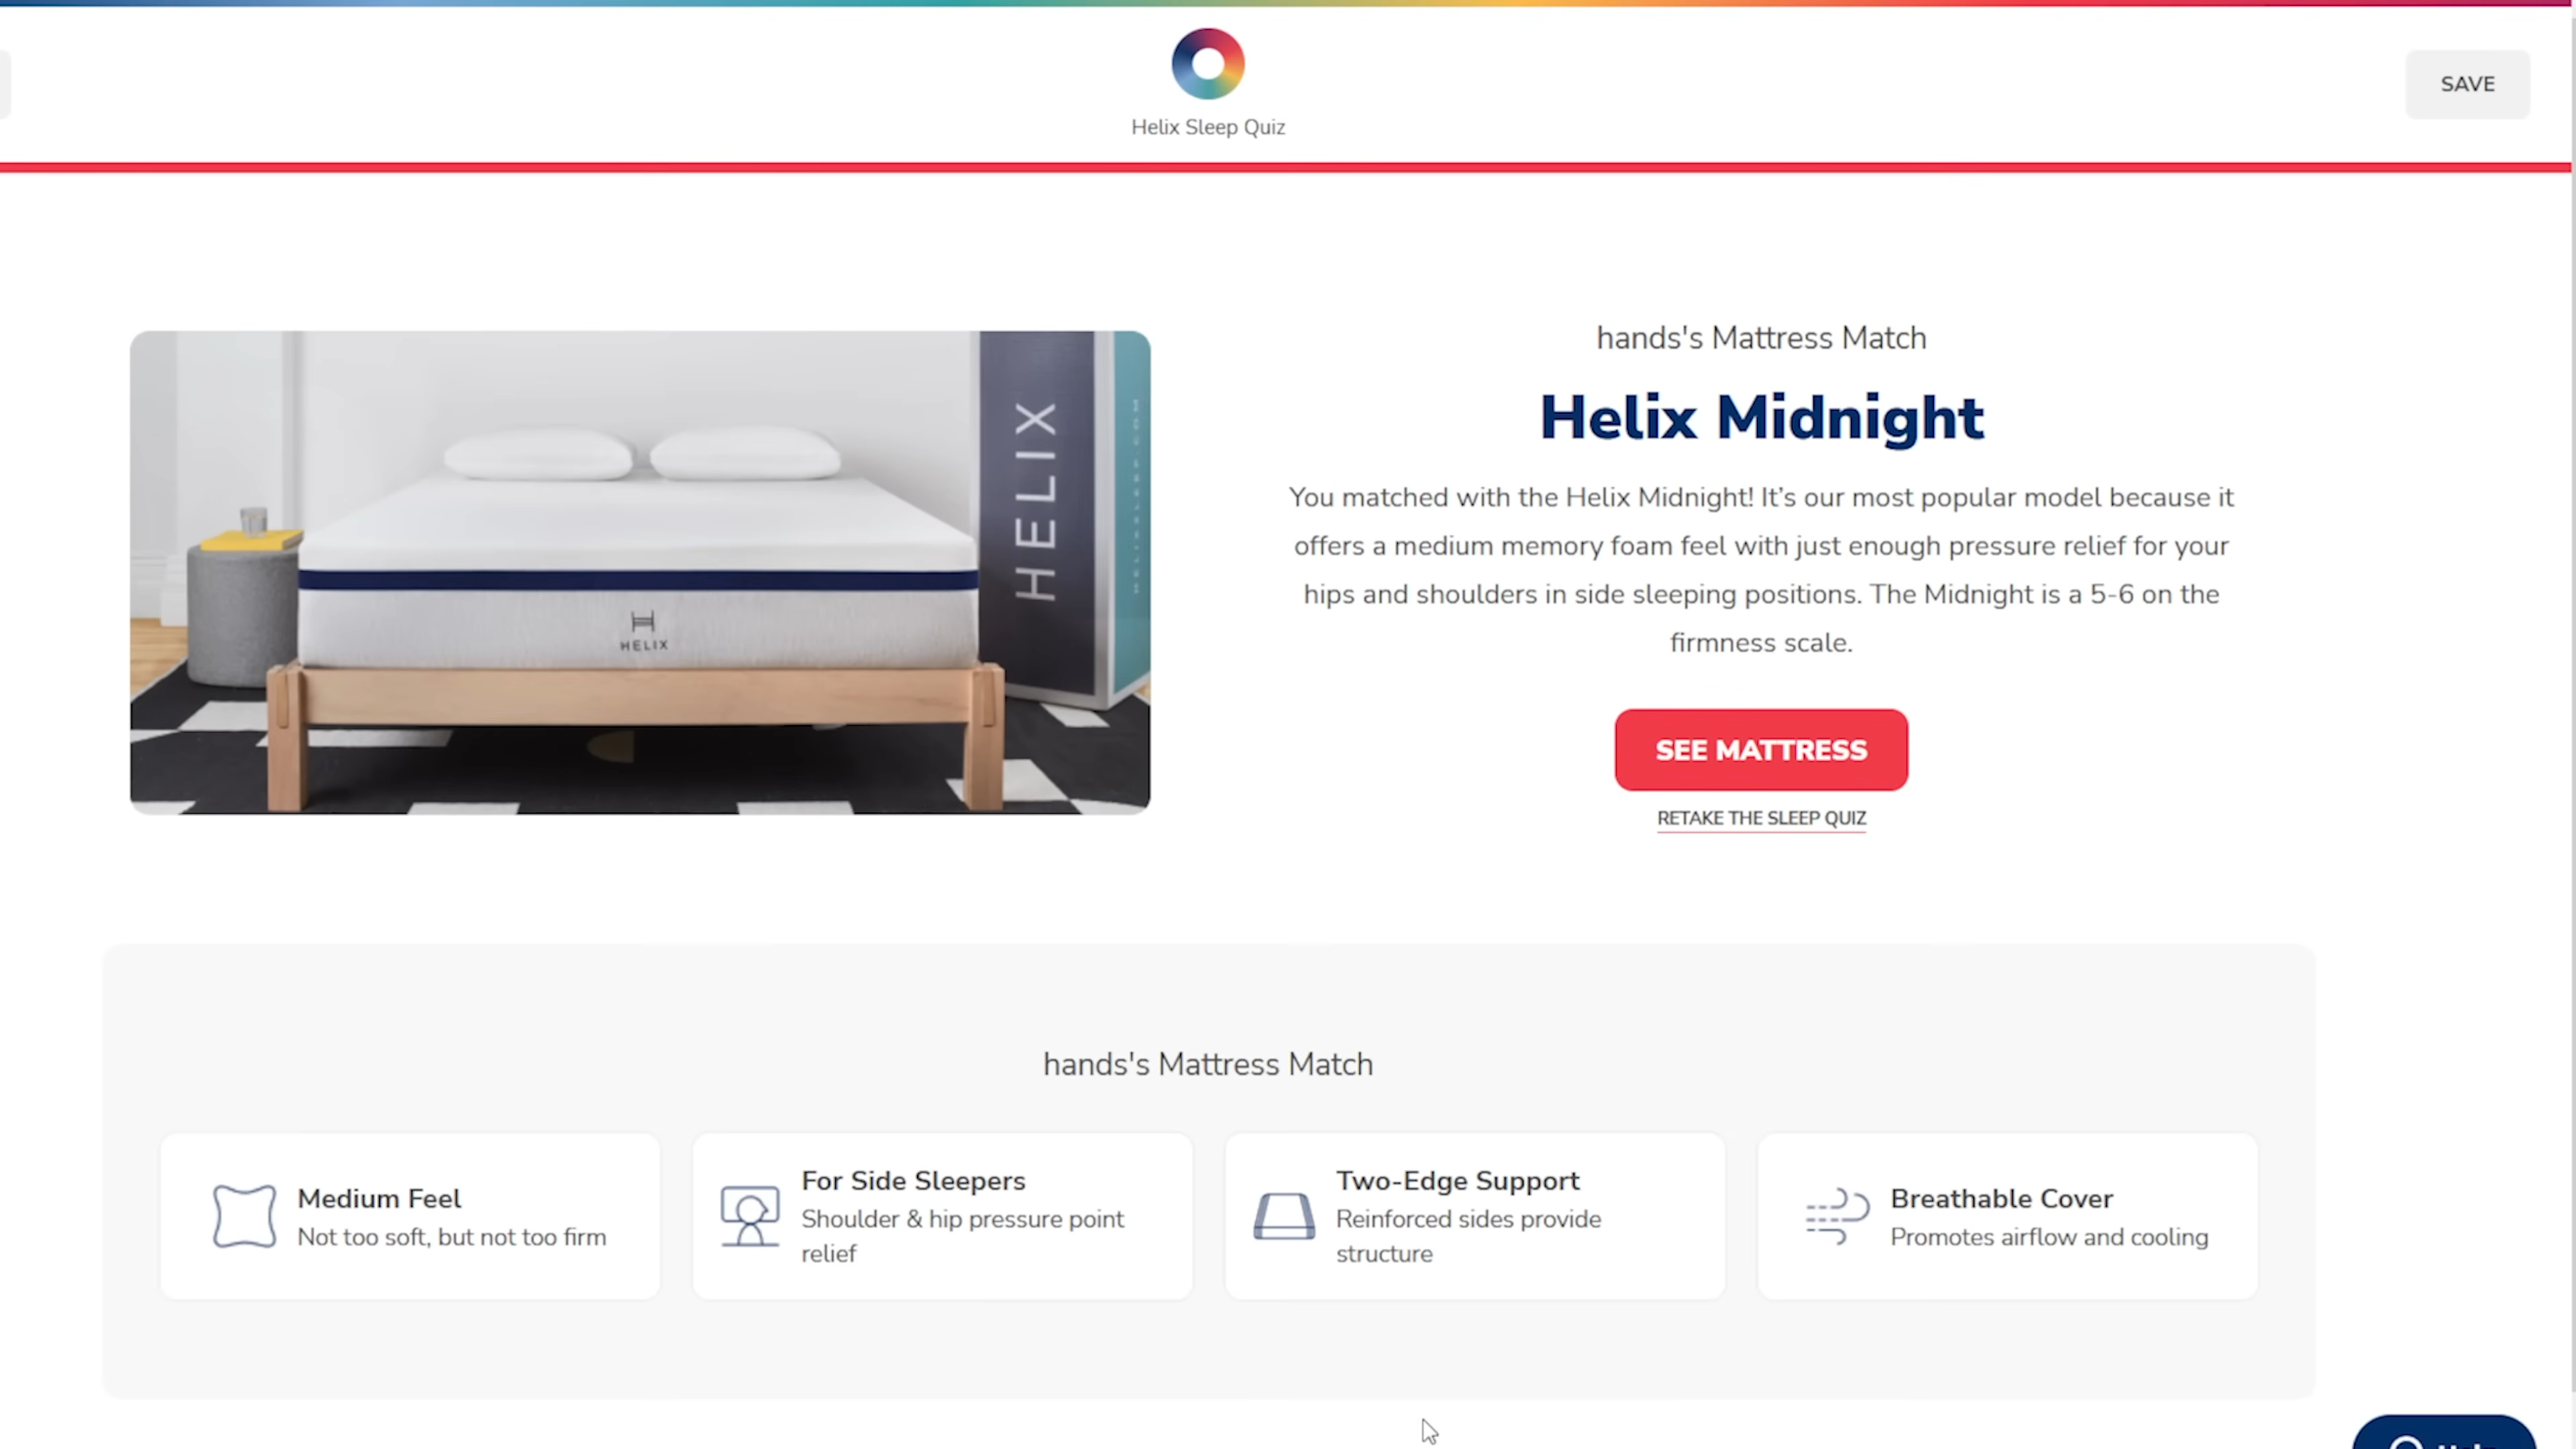 Helix Sleep Quiz
SAVE
HELIX
HELIX
hands's Mattress Match
Helix Midnight
You matched with the Helix Midnight! It's our most popular model because it
offers a medium memory foam feel with just enough pressure relief for your
hips and shoulders in side sleeping positions. The Midnight is a 5-6 on the
firmness scale.
SEE MATTRESS
RETAKE THE SLEEP QUIZ
hands's Mattress Match
Medium Feel
Not too soft, but not too firm
For Side Sleepers
Shoulder & hip pressure point
relief
Two-Edge Support
Reinforced sides provide
structure
Breathable Cover
Promotes airflow and cooling